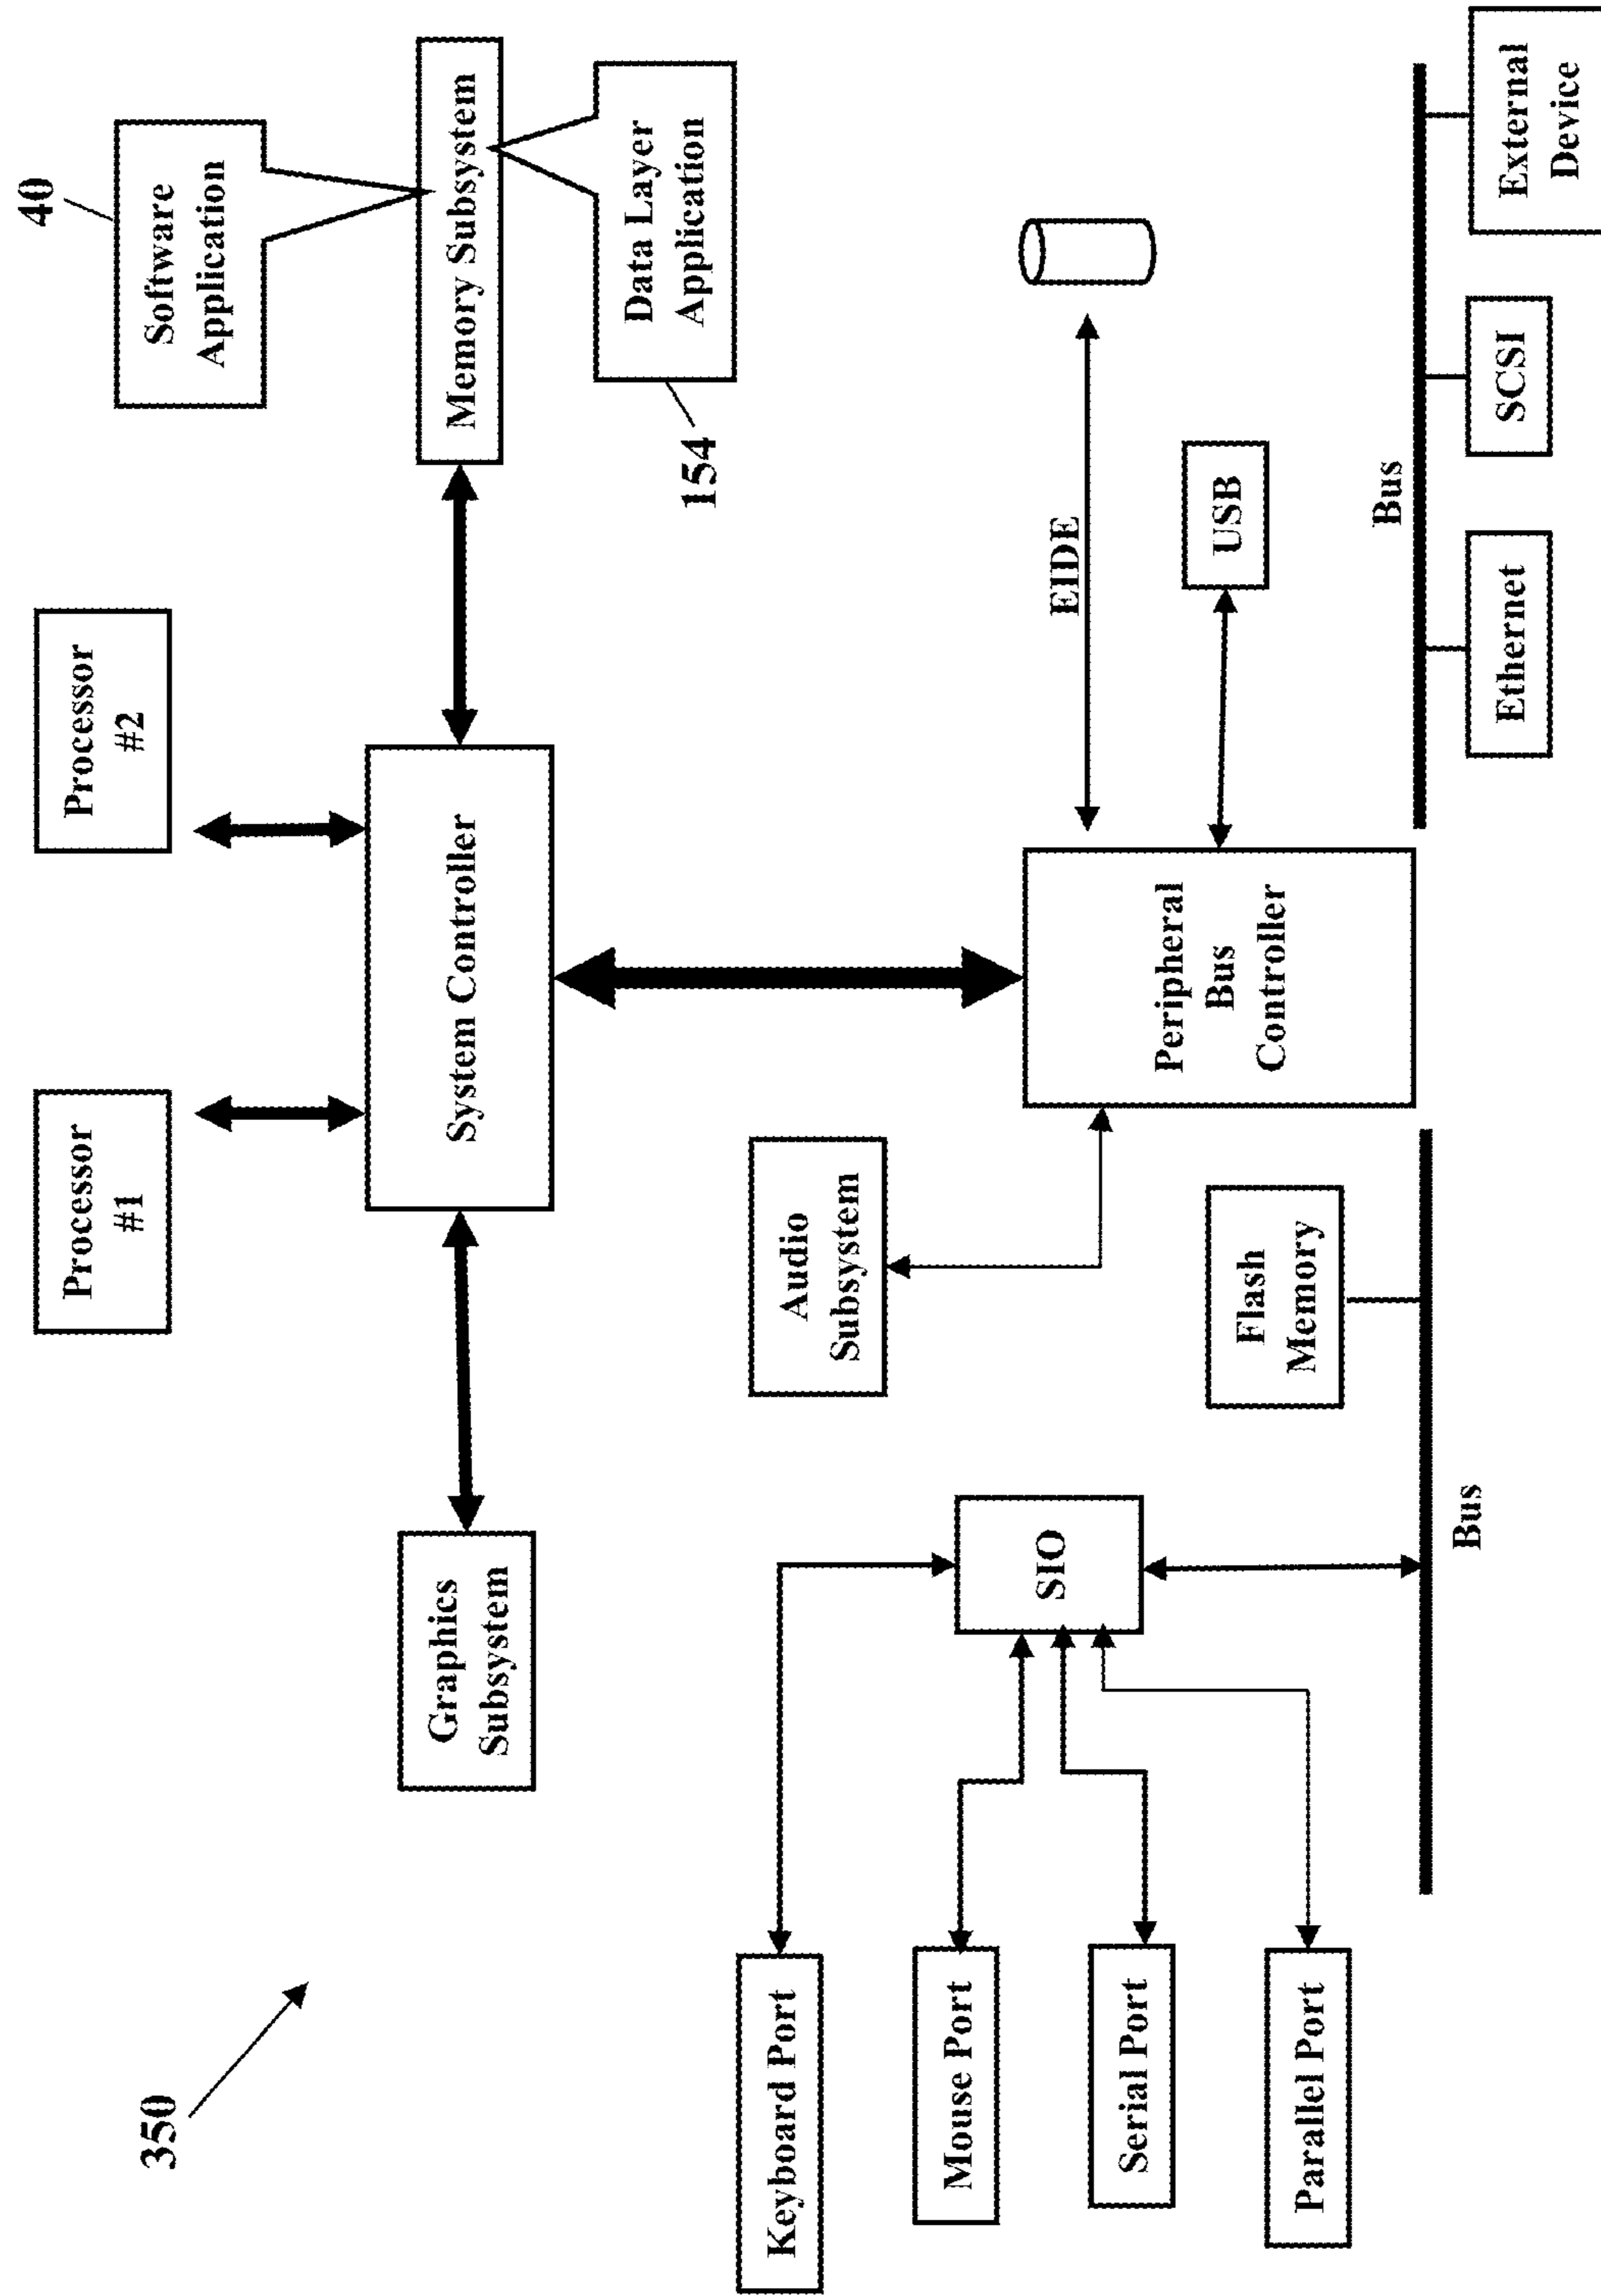 350
40
Software
Application
Processor
#1
Processor
#2
Graphics
Subsystem
System Controller
Memory Subsystem
Data Layer
Application
154
Keyboard Port
Mouse Port
Serial Port
Parallel Port
SIO
Audio
Subsystem
Flash
Memory
Peripheral
Bus
Controller
EIDE
USB
Bus
Bus
Ethernet
SCSI
External
Device